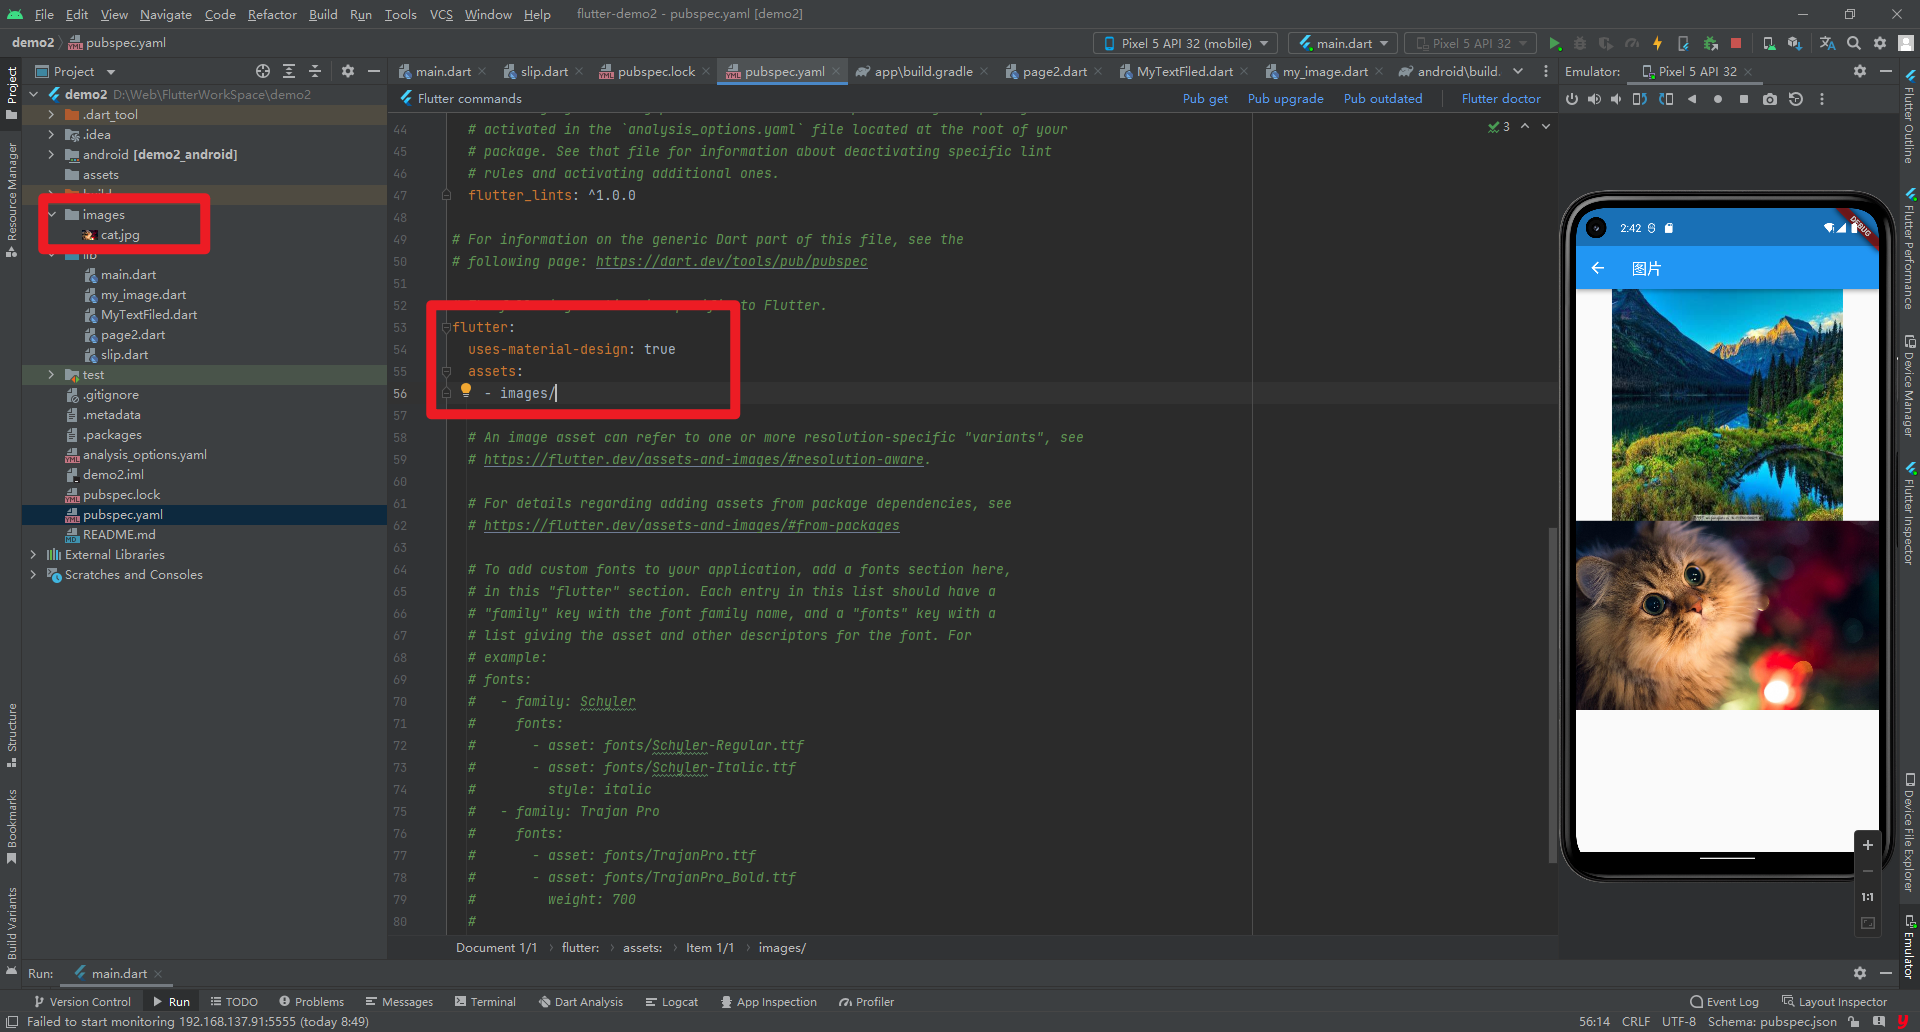 File Edit View Navigate Code Refactor Build Run Tools VCS Window Help flutter-demo2 - pubspec.yaml [demo2]
demo2 pubspec.yaml
Pixel 5 API 32 (mobile) main.dart Pixel 5 API 32
Project
main.dart slip.dart pubspec.lock pubspec.yaml app\build.gradle page2.dart MyTextFiled.dart my_image.dart android\build.
Emulator: Pixel 5 API 32
Flutter commands
Pub get Pub upgrade Pub outdated Flutter doctor
demo2 D:\Web\FlutterWorkSpace\demo2
.dart_tool
.idea
android [demo2_android]
assets
images
cat.jpg
lib
main.dart
my_image.dart
MyTextFiled.dart
page2.dart
slip.dart
test
.gitignore
.metadata
.packages
analysis_options.yaml
demo2.iml
pubspec.lock
pubspec.yaml
README.md
External Libraries
Scratches and Consoles
3
44 # activated in the `analysis_options.yaml` file located at the root of your
45 # package. See that file for information about deactivating specific lint
46 # rules and activating additional ones.
47 flutter_lints: ^1.0.0
48
49 # For information on the generic Dart part of this file, see the
50 # following page: https://dart.dev/tools/pub/pubspec
51
52 to Flutter.
53 flutter:
54 uses-material-design: true
55 assets:
56 - images/
57
58 # An image asset can refer to one or more resolution-specific "variants", see
59 # https://flutter.dev/assets-and-images/#resolution-aware.
60
61 # For details regarding adding assets from package dependencies, see
62 # https://flutter.dev/assets-and-images/#from-packages
63
64 # To add custom fonts to your application, add a fonts section here,
65 # in this "flutter" section. Each entry in this list should have a
66 # "family" key with the font family name, and a "fonts" key with a
67 # list giving the asset and other descriptors for the font. For
68 # example:
69 # fonts:
70 # - family: Schyler
71 # fonts:
72 # - asset: fonts/Schyler-Regular.ttf
73 # - asset: fonts/Schyler-Italic.ttf
74 # style: italic
75 # - family: Trajan Pro
76 # fonts:
77 # - asset: fonts/TrajanPro.ttf
78 # - asset: fonts/TrajanPro_Bold.ttf
79 # weight: 700
80 #
Document 1/1 flutter: assets: Item 1/1 images/
2:42
DEBUG
图片
1:1
Project
Resource Manager
Structure
Bookmarks
Build Variants
Flutter Outline
Flutter Performance
Device Manager
Flutter Inspector
Device File Explorer
Emulator
Run: main.dart
Version Control Run TODO Problems Messages Terminal Dart Analysis Logcat App Inspection Profiler
Event Log Layout Inspector
Failed to start monitoring 192.168.137.91:5555 (today 8:49)
56:14 CRLF UTF-8 Schema: pubspec.json